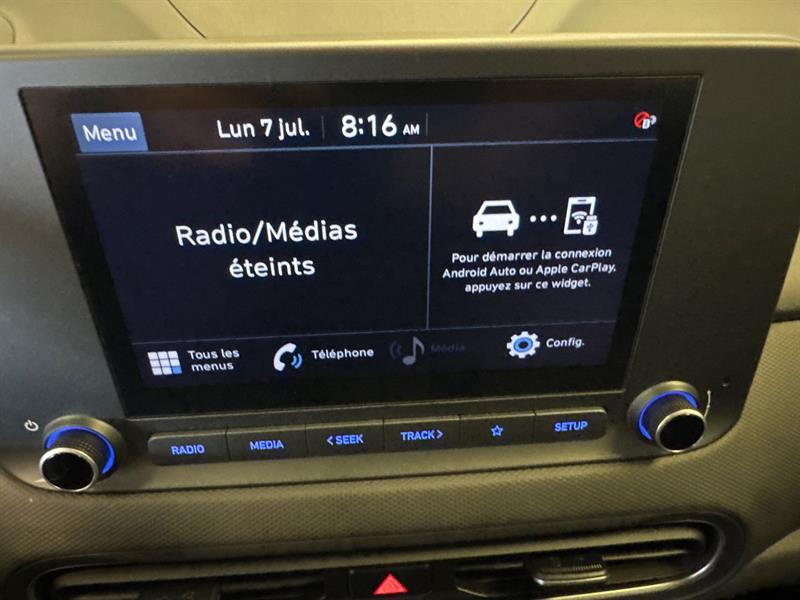 Menu
Lun 7 jul.
8:16 AM
Radio/Médias
éteints
Pour démarrer la connexion
Android Auto ou Apple CarPlay,
appuyez sur ce widget.
Tous les
menus
Téléphone
Média
Config.
RADIO
MEDIA
< SEEK
TRACK >
SETUP